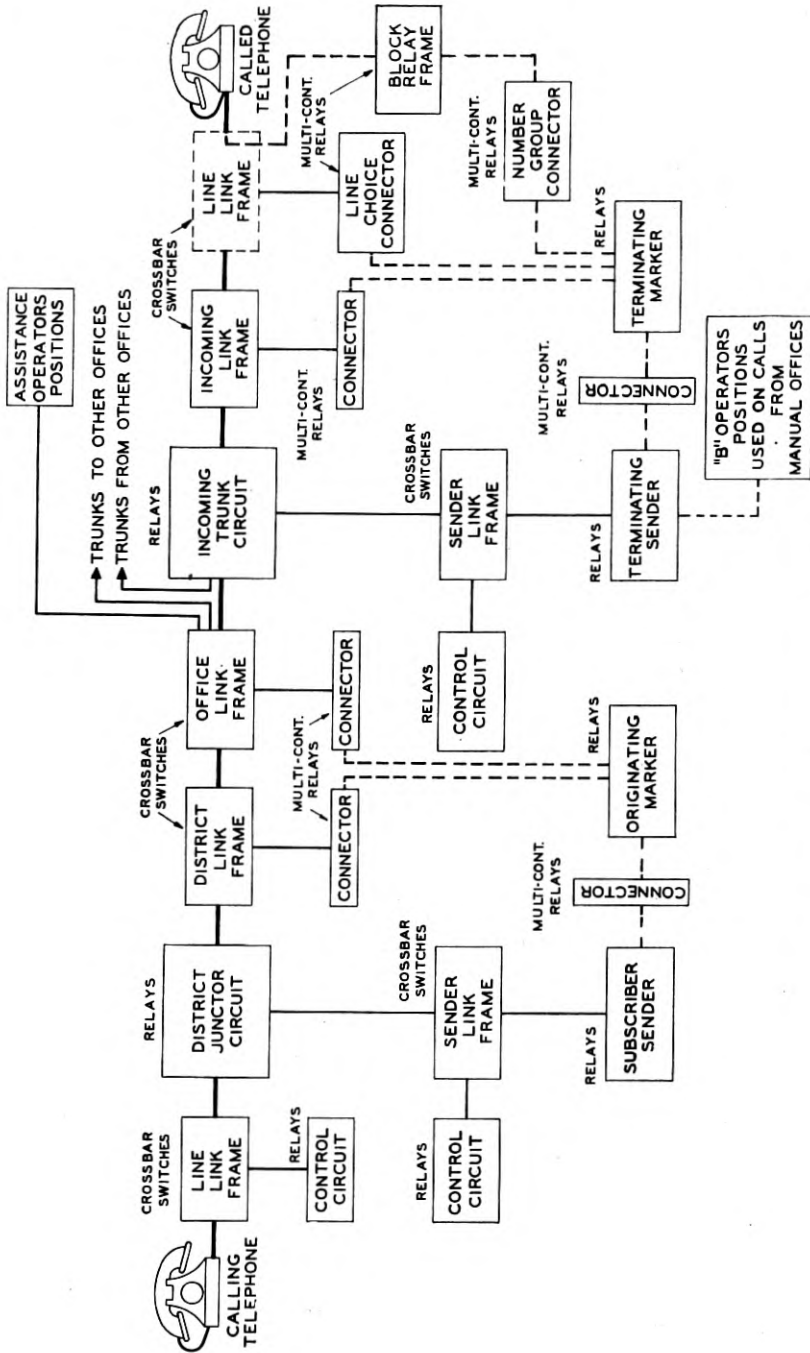 CALLING
TELEPHONE
CROSSBAR
SWITCHES
LINE
LINK
FRAME
RELAYS
CONTROL
CIRCUIT
RELAYS
DISTRICT
JUNCTOR
CIRCUIT
CROSSBAR
SWITCHES
SENDER
LINK
FRAME
RELAYS
CONTROL
CIRCUIT
RELAYS
SUBSCRIBER
SENDER
MULTI-CONT.
RELAYS
CONNECTOR
RELAYS
ORIGINATING
MARKER
CROSSBAR
SWITCHES
DISTRICT
LINK
FRAME
OFFICE
LINK
FRAME
MULTI-CONT.
RELAYS
CONNECTOR
CONNECTOR
ASSISTANCE
OPERATORS
POSITIONS
TRUNKS TO OTHER OFFICES
TRUNKS FROM OTHER OFFICES
RELAYS
INCOMING
TRUNK
CIRCUIT
CROSSBAR
SWITCHES
SENDER
LINK
FRAME
RELAYS
CONTROL
CIRCUIT
RELAYS
TERMINATING
SENDER
MULTI-CONT.
RELAYS
CONNECTOR
"B" OPERATORS
POSITIONS
USED ON CALLS
FROM
MANUAL OFFICES
RELAYS
TERMINATING
MARKER
CROSSBAR
SWITCHES
INCOMING
LINK
FRAME
MULTI-CONT.
RELAYS
CONNECTOR
LINE
LINK
FRAME
MULTI-CONT.
RELAYS
LINE
CHOICE
CONNECTOR
CALLED
TELEPHONE
BLOCK
RELAY
FRAME
MULTI-CONT.
RELAYS
NUMBER
GROUP
CONNECTOR